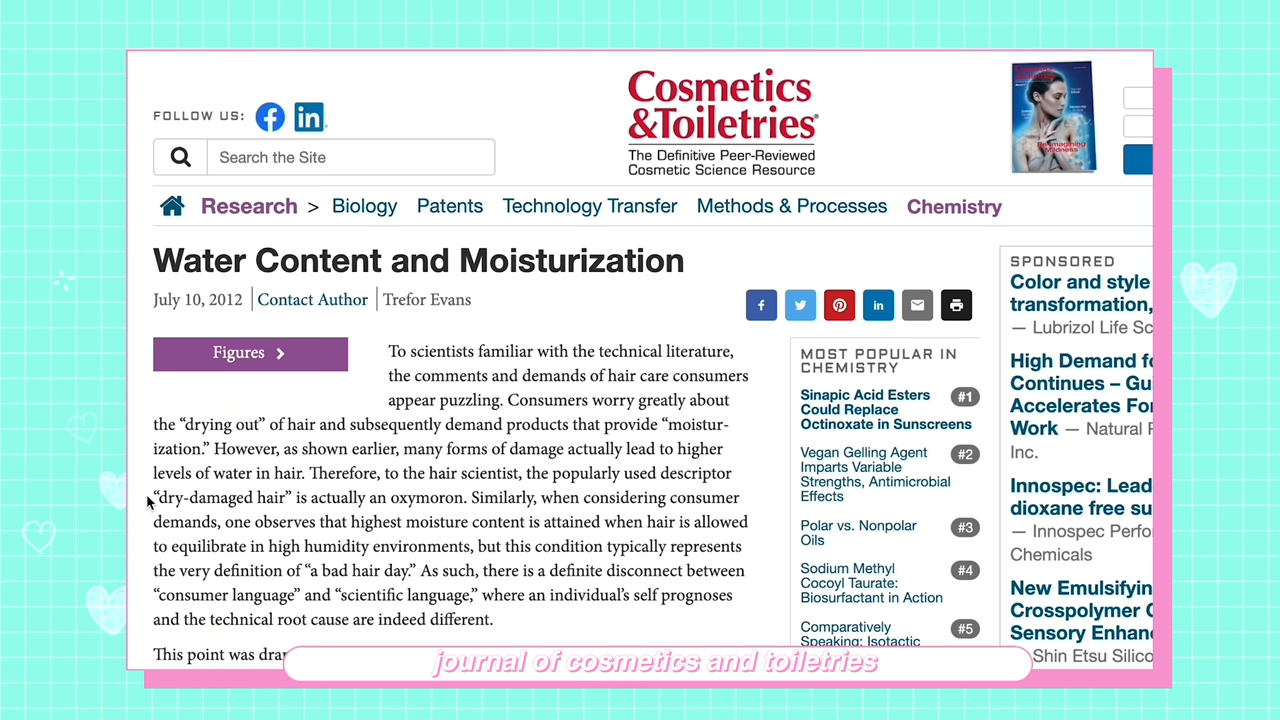 FOLLOW US:
Search the Site
Cosmetics
&Toiletries®
The Definitive Peer-Reviewed
Cosmetic Science Resource
Research > Biology Patents Technology Transfer Methods & Processes Chemistry
Water Content and Moisturization
July 10, 2012 | Contact Author | Trefor Evans
Figures
To scientists familiar with the technical literature,
the comments and demands of hair care consumers
appear puzzling. Consumers worry greatly about
the “drying out” of hair and subsequently demand products that provide “moistur-
ization.” However, as shown earlier, many forms of damage actually lead to higher
levels of water in hair. Therefore, to the hair scientist, the popularly used descriptor
“dry-damaged hair” is actually an oxymoron. Similarly, when considering consumer
demands, one observes that highest moisture content is attained when hair is allowed
to equilibrate in high humidity environments, but this condition typically represents
the very definition of “a bad hair day.” As such, there is a definite disconnect between
“consumer language” and “scientific language,” where an individual’s self prognoses
and the technical root cause are indeed different.
This point was
MOST POPULAR IN
CHEMISTRY
Sinapic Acid Esters
Could Replace
Octinoxate in Sunscreens
#1
Vegan Gelling Agent
Imparts Variable
Strengths, Antimicrobial
Effects
#2
Polar vs. Nonpolar
Oils
#3
Sodium Methyl
Cocoyl Taurate:
Biosurfactant in Action
#4
Comparatively
Speaking: Isotactic
#5
SPONSORED
Color and style
transformation,
— Lubrizol Life
High Demand
Continues –
Accelerates
Work — Natural
Inc.
Innospec: Lead
dioxane free
— Innospec
Chemicals
New Emulsifyin
Crosspolymer
Sensory
— Shin Etsu
journal of cosmetics and toiletries